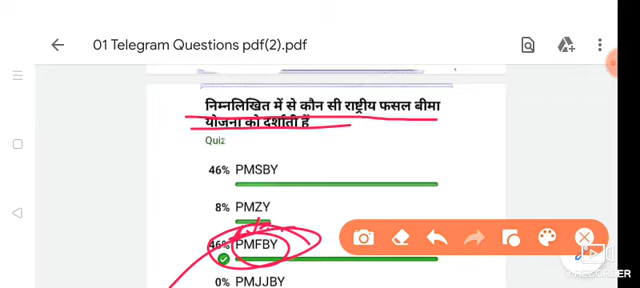 01 Telegram Questions pdf(2).pdf
निम्नलिखित में से कौन सी राष्ट्रीय फसल बीमा
योजना को दर्शाती हैं
Quiz
46% PMSBY
8% PMZY
46% PMFBY
0% PMJJBY
RECORDER